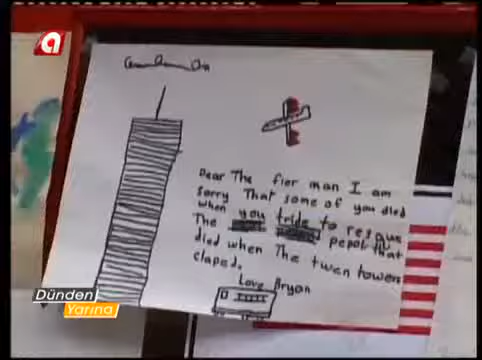 a
Dear The fier man I am
sorry That some of you died
when you tride to resque
The pepol that
died when The twen towers
claped,
Love Bryan
Dünden
Yarına